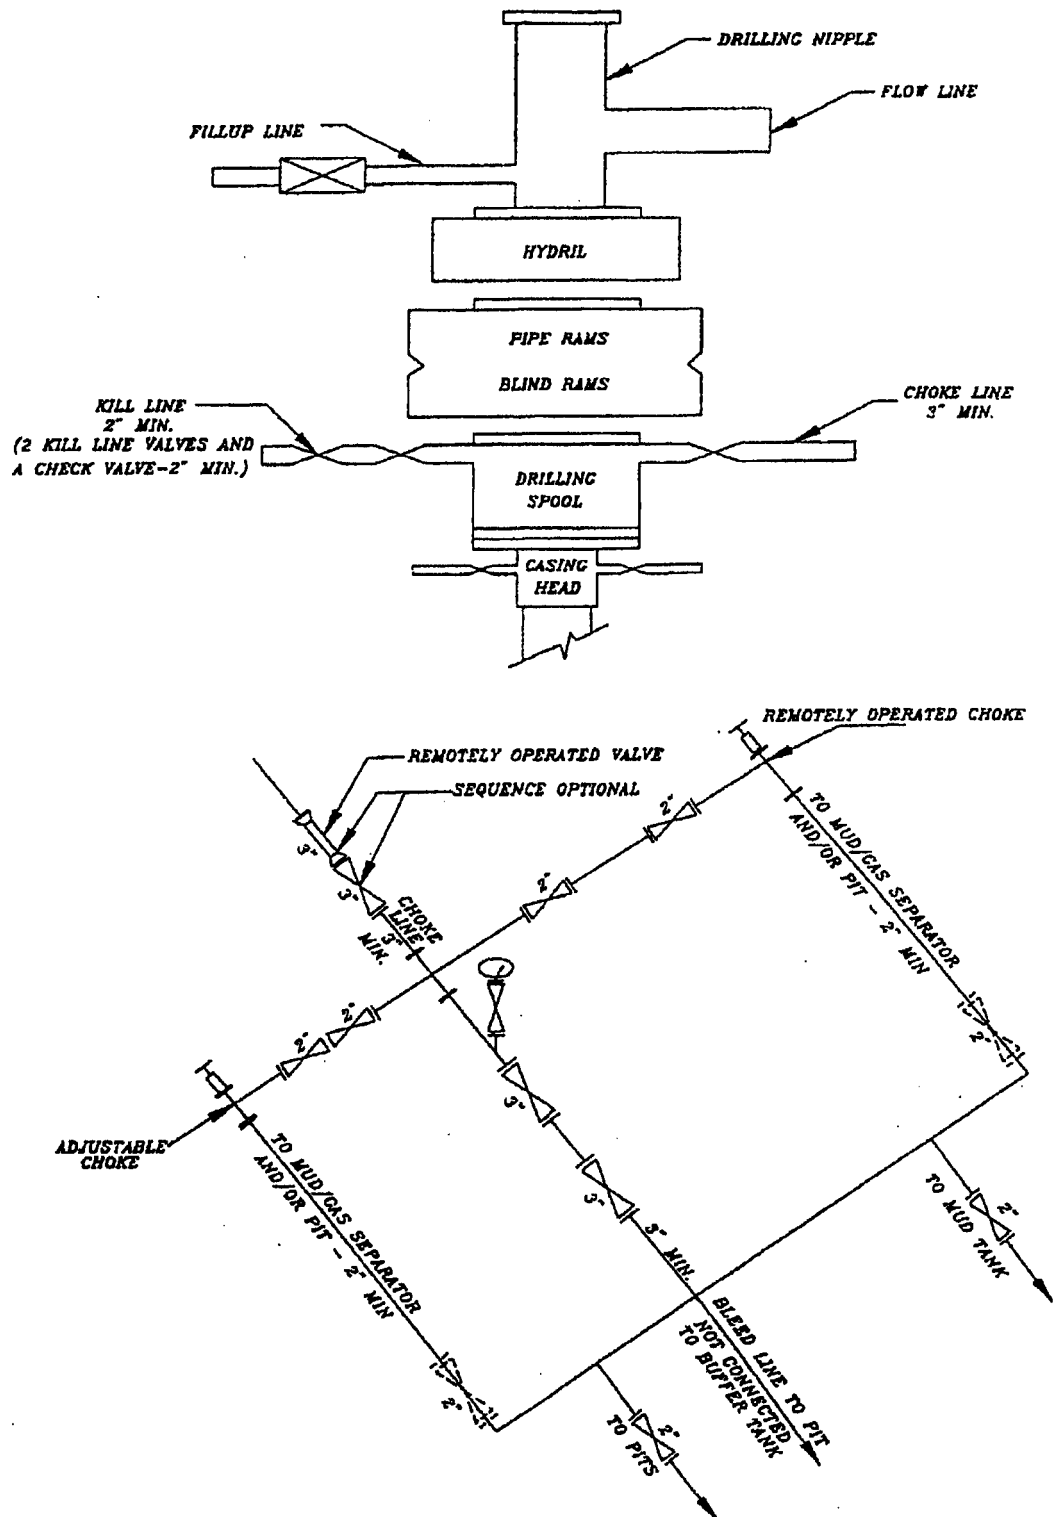 DRILLING NIPPLE
FLOW LINE
FILLUP LINE
HYDRIL
PIPE RAMS
BLIND RAMS
KILL LINE
2" MIN.
(2 KILL LINE VALVES AND
A CHECK VALVE-2" MIN.)
CHOKE LINE
3" MIN.
DRILLING
SPOOL
CASING
HEAD
REMOTELY OPERATED CHOKE
REMOTELY OPERATED VALVE
SEQUENCE OPTIONAL
3"
3"
CHOKE
LINE
3"
MIN.
2"
2"
TO MUD/GAS SEPARATOR
AND/OR PIT - 2" MIN
2"
2"
2"
3"
3"
3" MIN.
ADJUSTABLE
CHOKE
TO MUD/GAS SEPARATOR
AND/OR PIT - 2" MIN
2"
2"
TO MUD TANK
BLEED LINE TO PIT
NOT CONNECTED
TO BUFFER TANK
2"
TO PITS